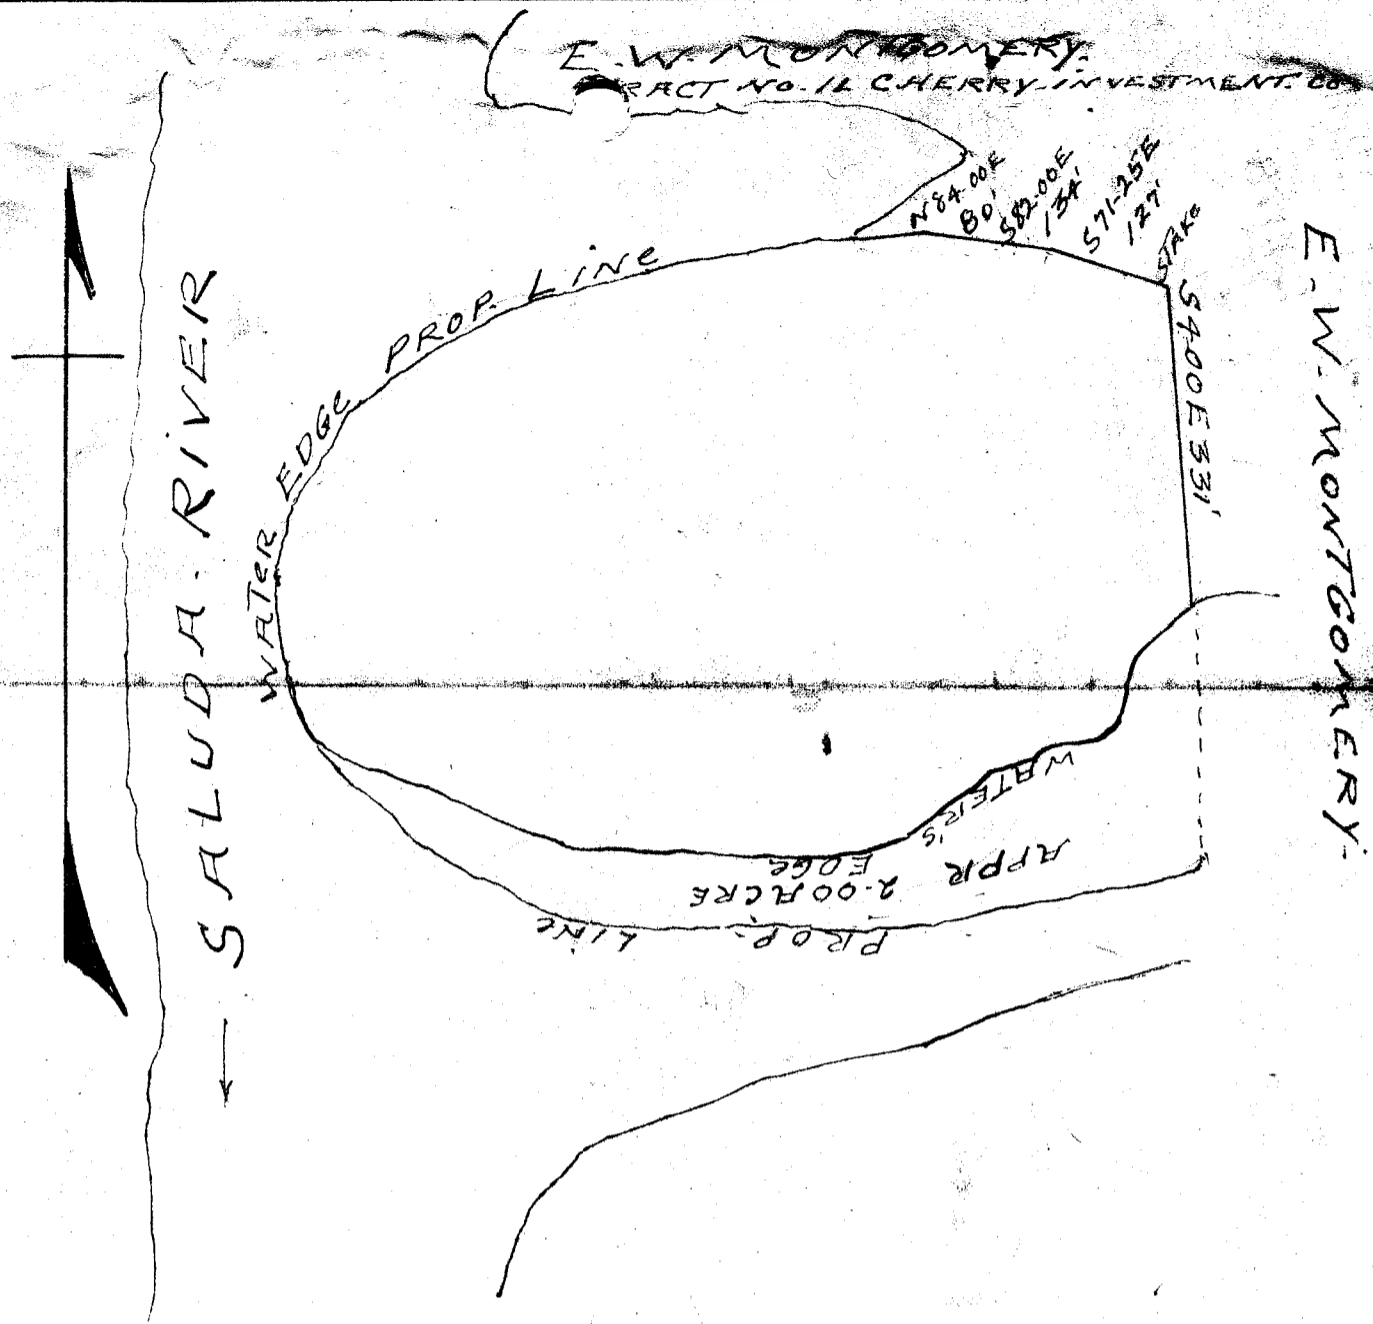 E. W. MONTGOMERY.
TRACT NO. 12 CHERRY INVESTMENT. CO
N84.00E
80'
S82.00E
134'
S71-25E
127'
STAKE
S4.00E 331'
E. W. MONTGOMERY.
WATER EDGE PROP. LINE
← SALUDA. RIVER
WATER'S
EDGE
APPR
2.00 ACRE
PROP. LINE